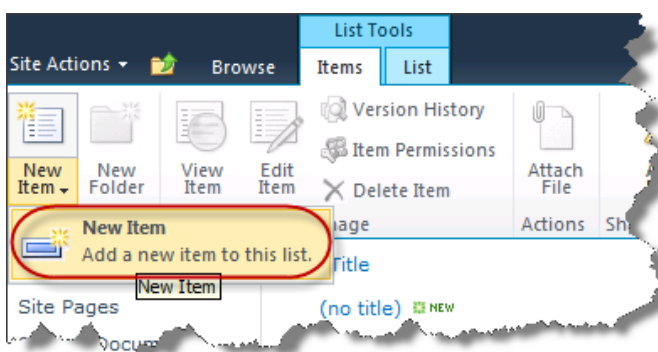 List Tools
Site Actions Browse Items List
Version History
Item Permissions
New Item New Folder View Item Edit Item Delete Item Attach File
Actions
New Item
Add a new item to this list.
Title
New Item
Site Pages (no title) NEW